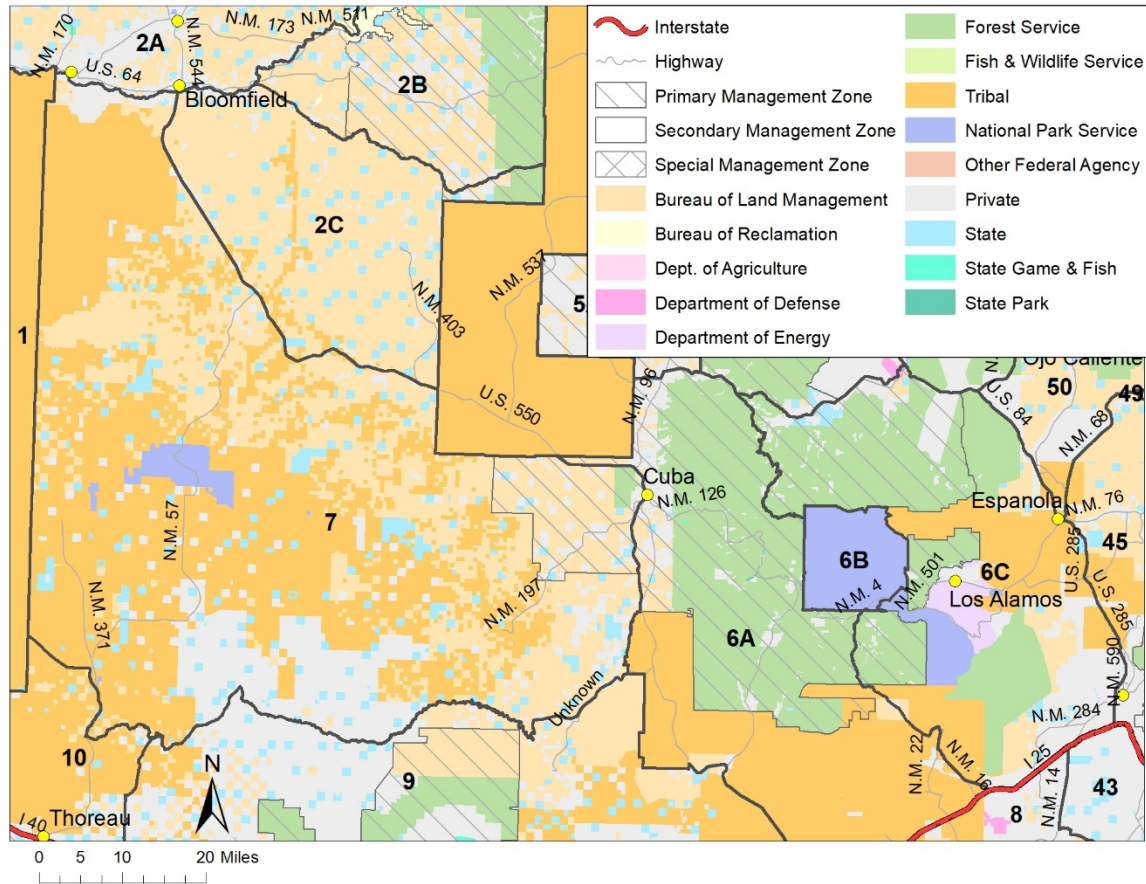 Interstate
Highway
Primary Management Zone
Secondary Management Zone
Special Management Zone
Bureau of Land Management
Bureau of Reclamation
Dept. of Agriculture
Department of Defense
Department of Energy
Forest Service
Fish & Wildlife Service
Tribal
National Park Service
Other Federal Agency
Private
State
State Game & Fish
State Park
N.M. 170
2A
N.M. 173
N.M. 511
U.S. 64
N.M. 544
Bloomfield
2B
2C
N.M. 537
N.M. 403
1
N.M. 96
U.S. 550
Ojo Caliente
50
49
U.S. 84
N.M. 68
Cuba
N.M. 126
Espanola
N.M. 76
7
N.M. 57
6B
N.M. 501
6C
U.S. 285
45
Los Alamos
N.M. 4
N.M. 197
N.M. 371
6A
U.S. 285
N.M. 590
Unknown
N.M. 284
10
N
9
N.M. 22
N.M. 16
I 25
N.M. 14
43
8
Thoreau
I 40
0 5 10 20 Miles